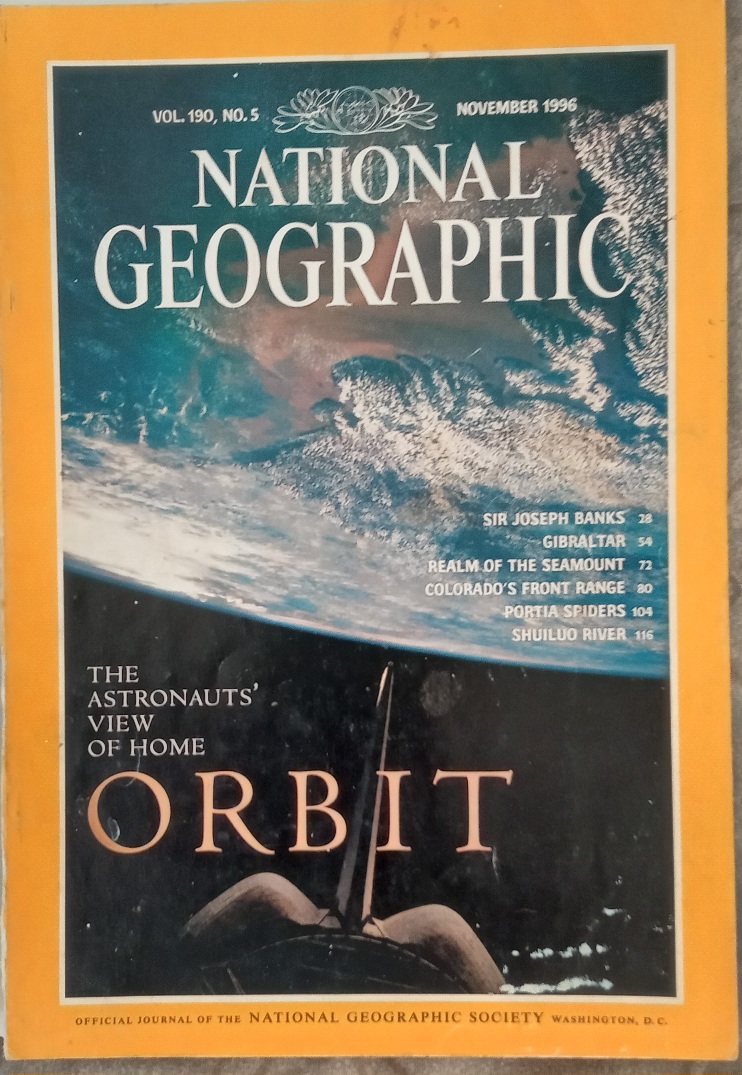 VOL. 190, NO. 5
NOVEMBER 1996
NATIONAL
GEOGRAPHIC
SIR JOSEPH BANKS 28
GIBRALTAR 54
REALM OF THE SEAMOUNT 72
COLORADO'S FRONT RANGE 80
PORTIA SPIDERS 104
SHUILUO RIVER 116
THE
ASTRONAUTS'
VIEW
OF HOME
ORBIT
OFFICIAL JOURNAL OF THE NATIONAL GEOGRAPHIC SOCIETY WASHINGTON, D.C.